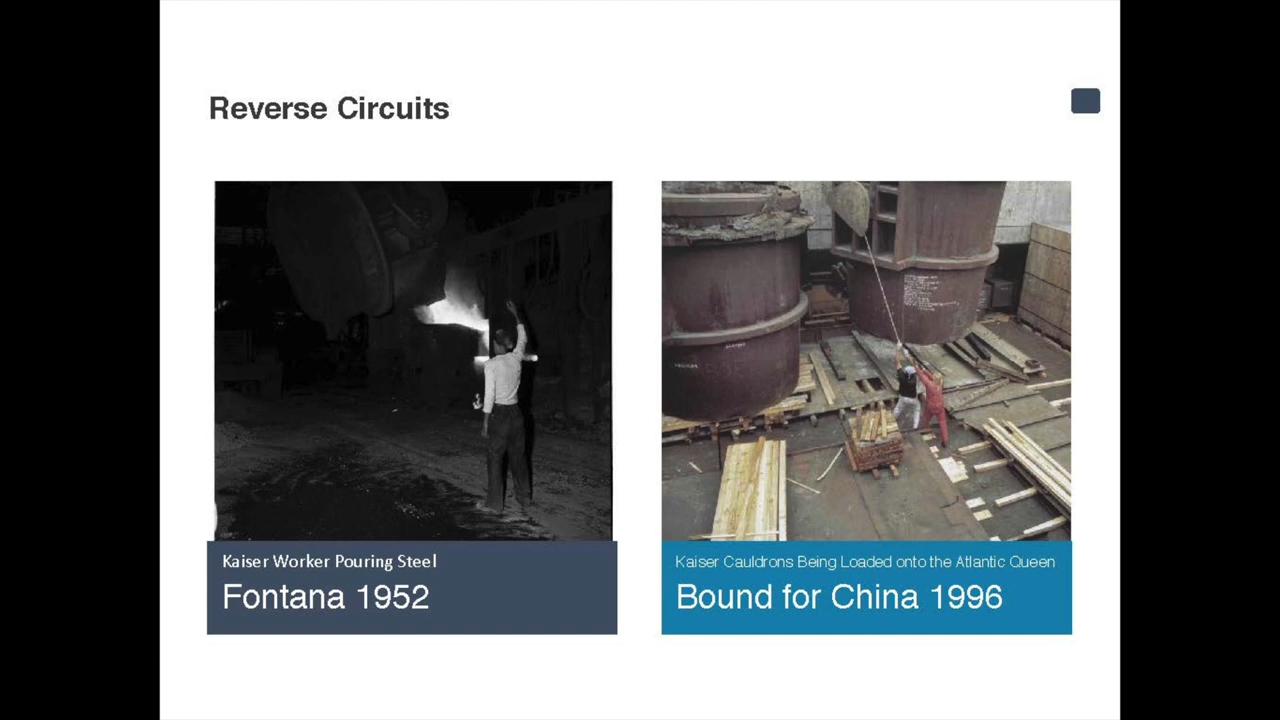 Reverse Circuits
Kaiser Worker Pouring Steel
Fontana 1952
Kaiser Cauldrons Being Loaded onto the Atlantic Queen
Bound for China 1996